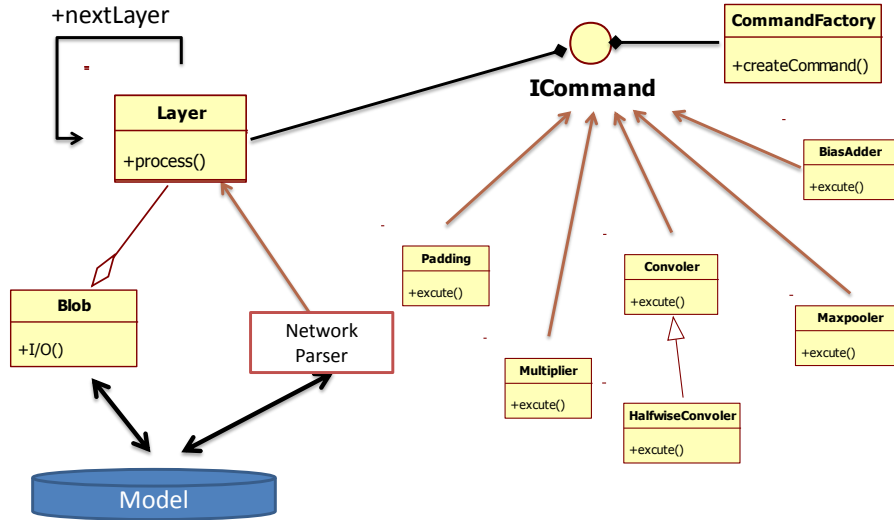 +nextLayer
CommandFactory
+createCommand()
ICommand
Layer
+process()
BiasAdder
+excute()
Padding
+excute()
Convoler
+excute()
Blob
+I/O()
Network
Parser
Maxpooler
+excute()
Multiplier
+excute()
HalfwiseConvoler
+excute()
Model